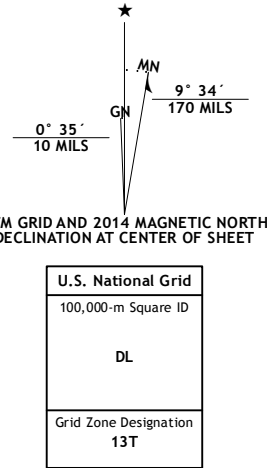 ★
MN
GN
9° 34´
170 MILS
0° 35´
10 MILS
M GRID AND 2014 MAGNETIC NORTH
DECLINATION AT CENTER OF SHEET
U.S. National Grid
100,000-m Square ID
DL
Grid Zone Designation
13T